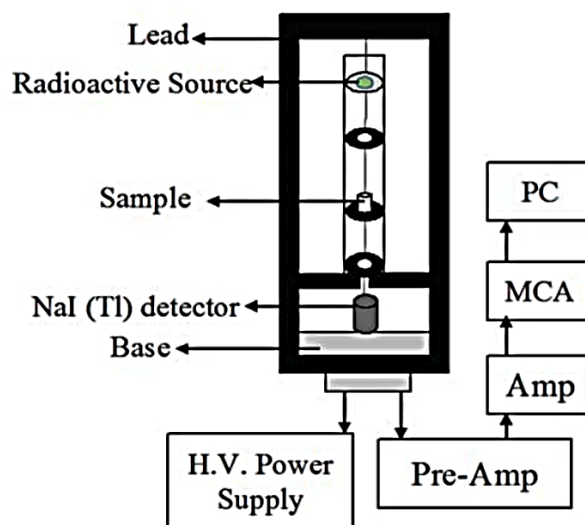 Lead
Radioactive Source
Sample
PC
NaI (Tl) detector
MCA
Base
Amp
H.V. Power
Supply
Pre-Amp